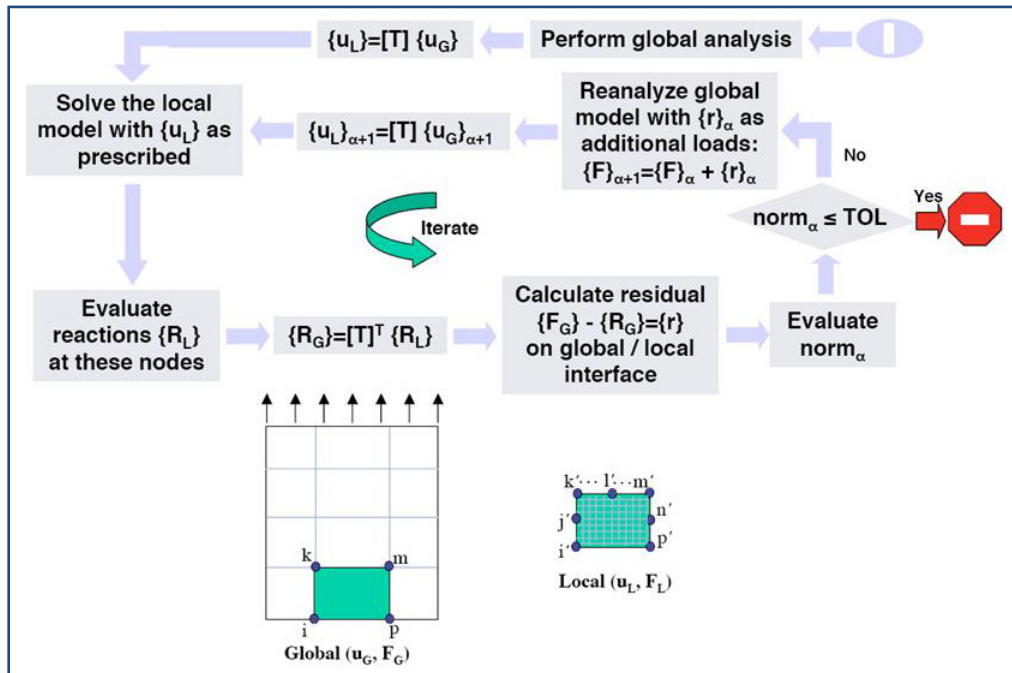 {u_L}=[T] {u_G}
Perform global analysis
Solve the local
model with {u_L} as
prescribed
{u_L}_α+1=[T] {u_G}_α+1
Reanalyze global
model with {r}_α as
additional loads:
{F}_α+1={F}_α + {r}_α
No
Yes
norm_α ≤ TOL
Iterate
Evaluate
reactions {R_L}
at these nodes
{R_G}=[T]^T {R_L}
Calculate residual
{F_G} - {R_G}={r}
on global / local
interface
Evaluate
norm_α
k
m
i
p
Global (u_G, F_G)
k′··· l′···m′
j′
n′
i′
p′
Local (u_L, F_L)